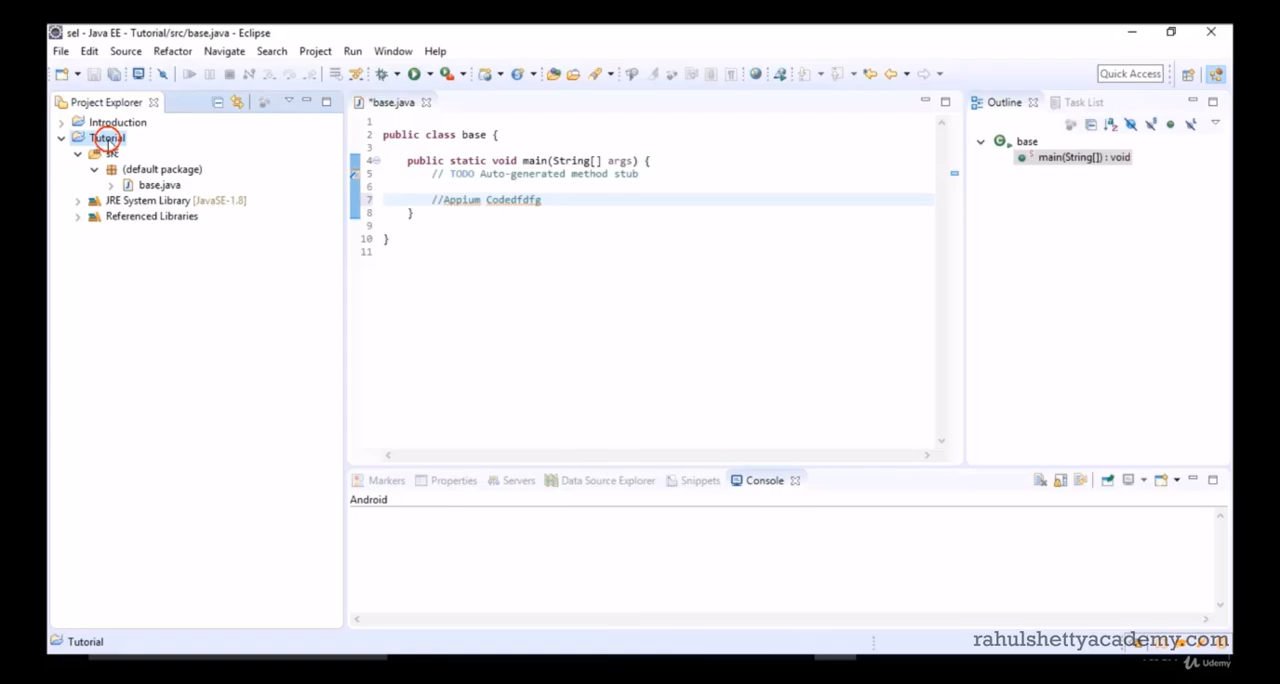 sel - Java EE - Tutorial/src/base.java - Eclipse
File Edit Source Refactor Navigate Search Project Run Window Help
Quick Access
Project Explorer
Introduction
Tutorial
src
(default package)
base.java
JRE System Library [JavaSE-1.8]
Referenced Libraries
*base.java
1
2 public class base {
3
4 public static void main(String[] args) {
5 // TODO Auto-generated method stub
6
7 //Appium Codedfdfg
8 }
9
10 }
11
Outline Task List
base
main(String[]) : void
Markers Properties Servers Data Source Explorer Snippets Console
Android
Tutorial
rahulshettyacademy.com
Udemy